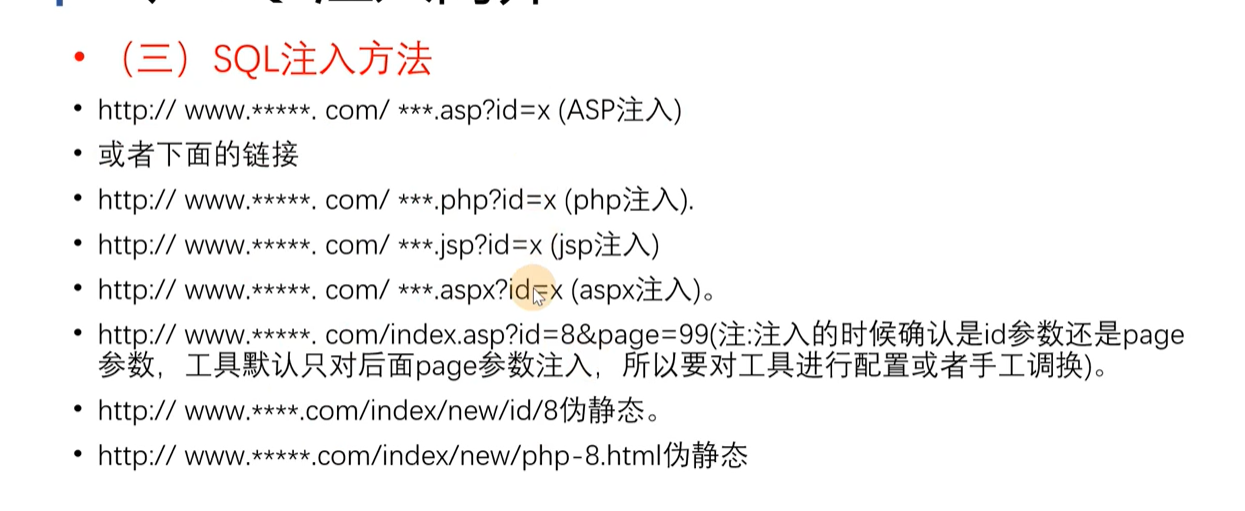 （三）SQL注入方法
http:// www.*****. com/ ***.asp?id=x (ASP注入)
或者下面的链接
http:// www.*****. com/ ***.php?id=x (php注入).
http:// www.*****. com/ ***.jsp?id=x (jsp注入)
http:// www.*****. com/ ***.aspx?id=x (aspx注入)。
http:// www.*****. com/index.asp?id=8&page=99(注:注入的时候确认是id参数还是page
参数，工具默认只对后面page参数注入，所以要对工具进行配置或者手工调换)。
http:// www.****.com/index/new/id/8伪静态。
http:// www.*****.com/index/new/php-8.html伪静态